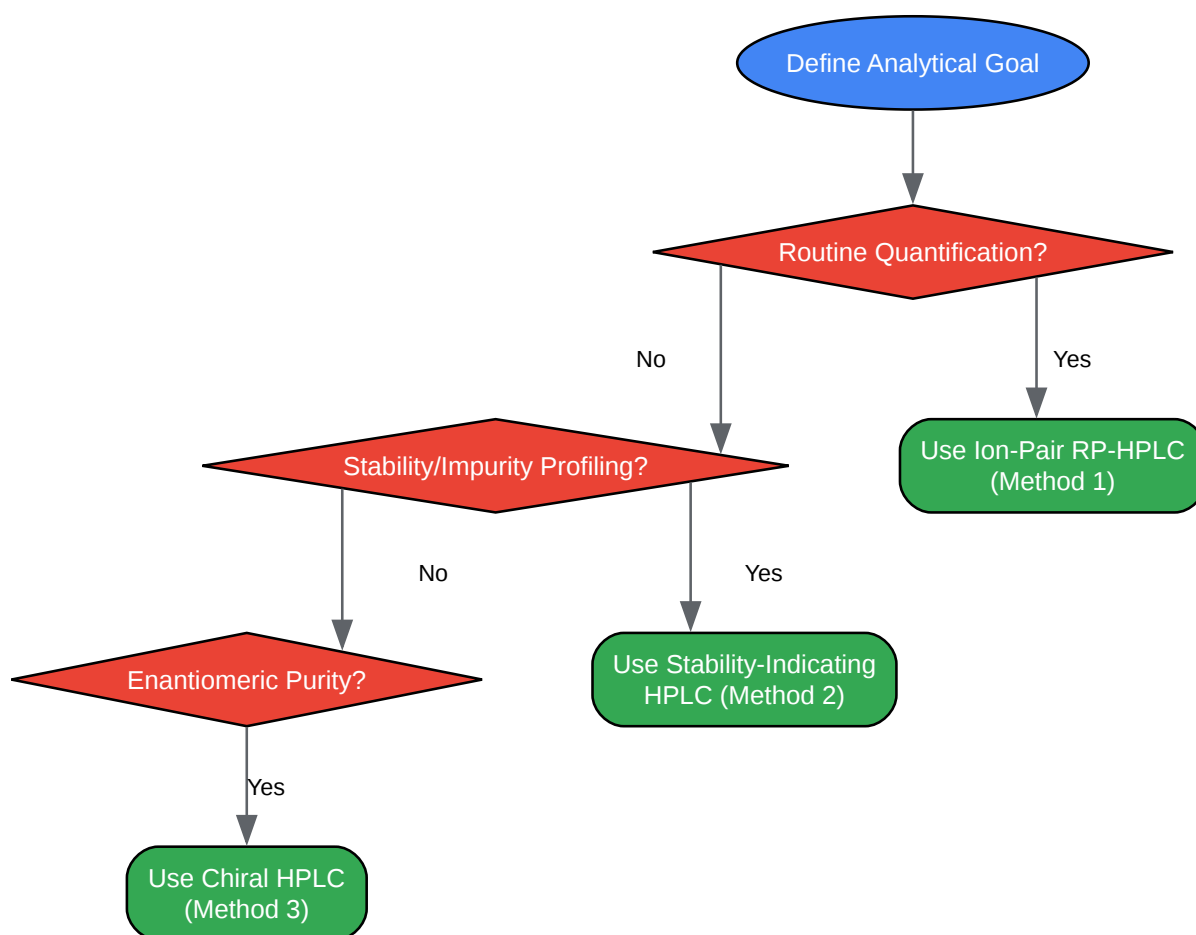 Define Analytical Goal
Routine Quantification?
No
Yes
Use Ion-Pair RP-HPLC
(Method 1)
Stability/Impurity Profiling?
No
Yes
Use Stability-Indicating
HPLC (Method 2)
Enantiomeric Purity?
Yes
Use Chiral HPLC
(Method 3)